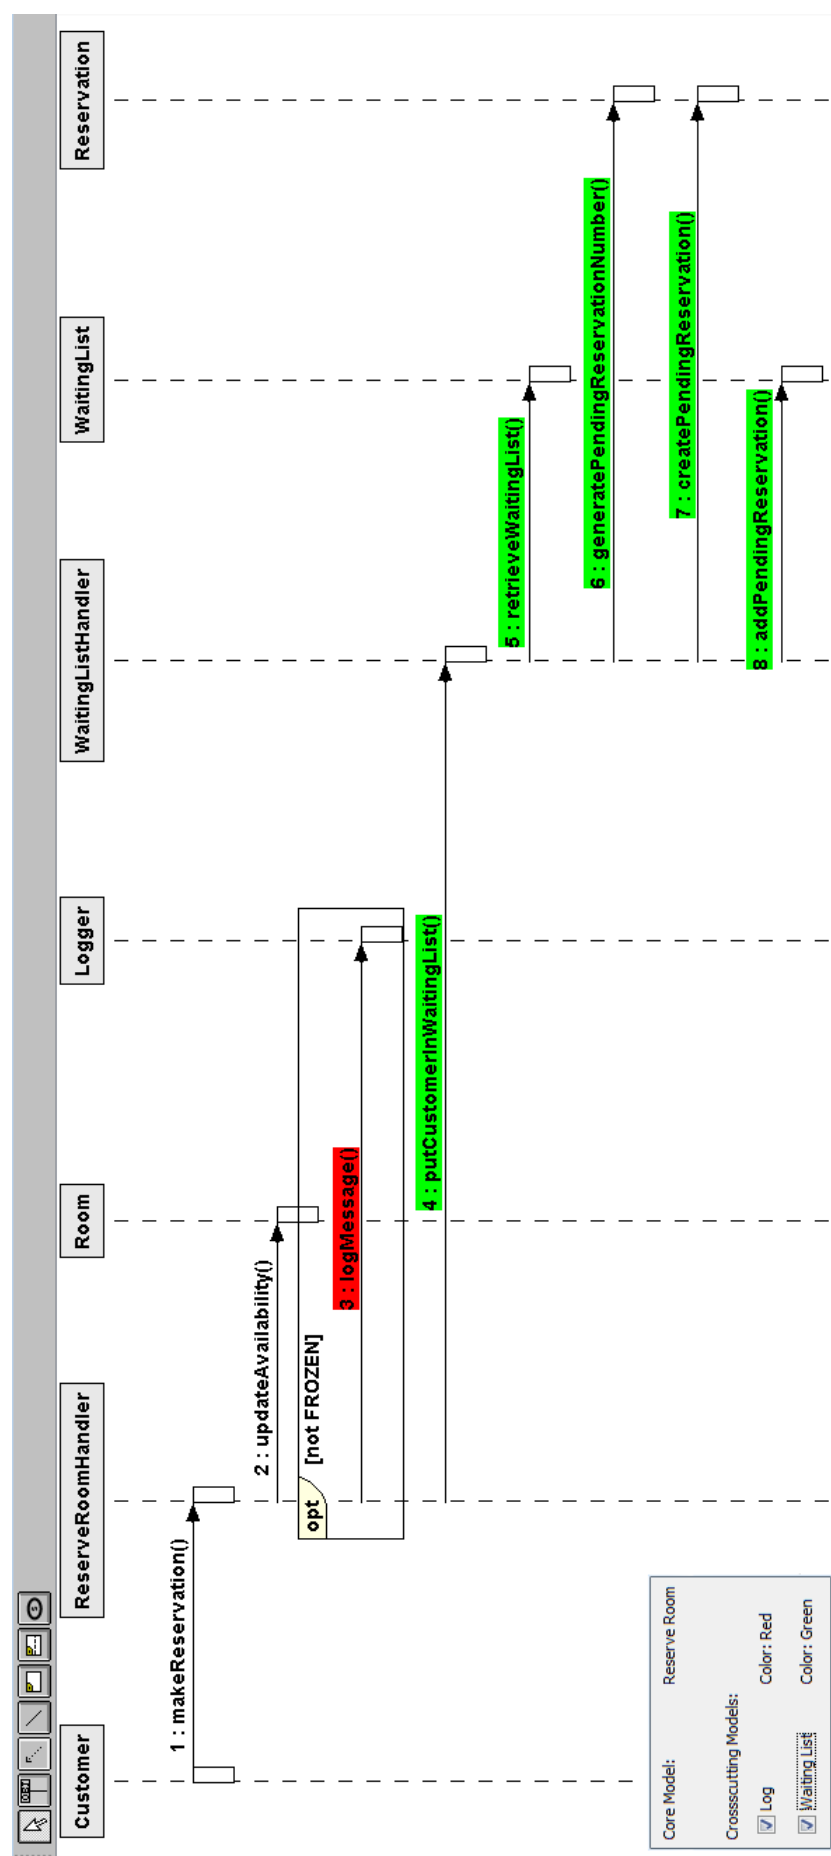 OBJ
S
Customer
ReserveRoomHandler
Room
Logger
WaitingListHandler
WaitingList
Reservation
1 : makeReservation()
2 : updateAvailability()
opt
[not FROZEN]
3 : logMessage()
4 : putCustomerInWaitingList()
5 : retrieveWaitingList()
6 : generatePendingReservationNumber()
7 : createPendingReservation()
8 : addPendingReservation()
Core Model: Reserve Room
Crossscutting Models:
Log Color: Red
Waiting List Color: Green